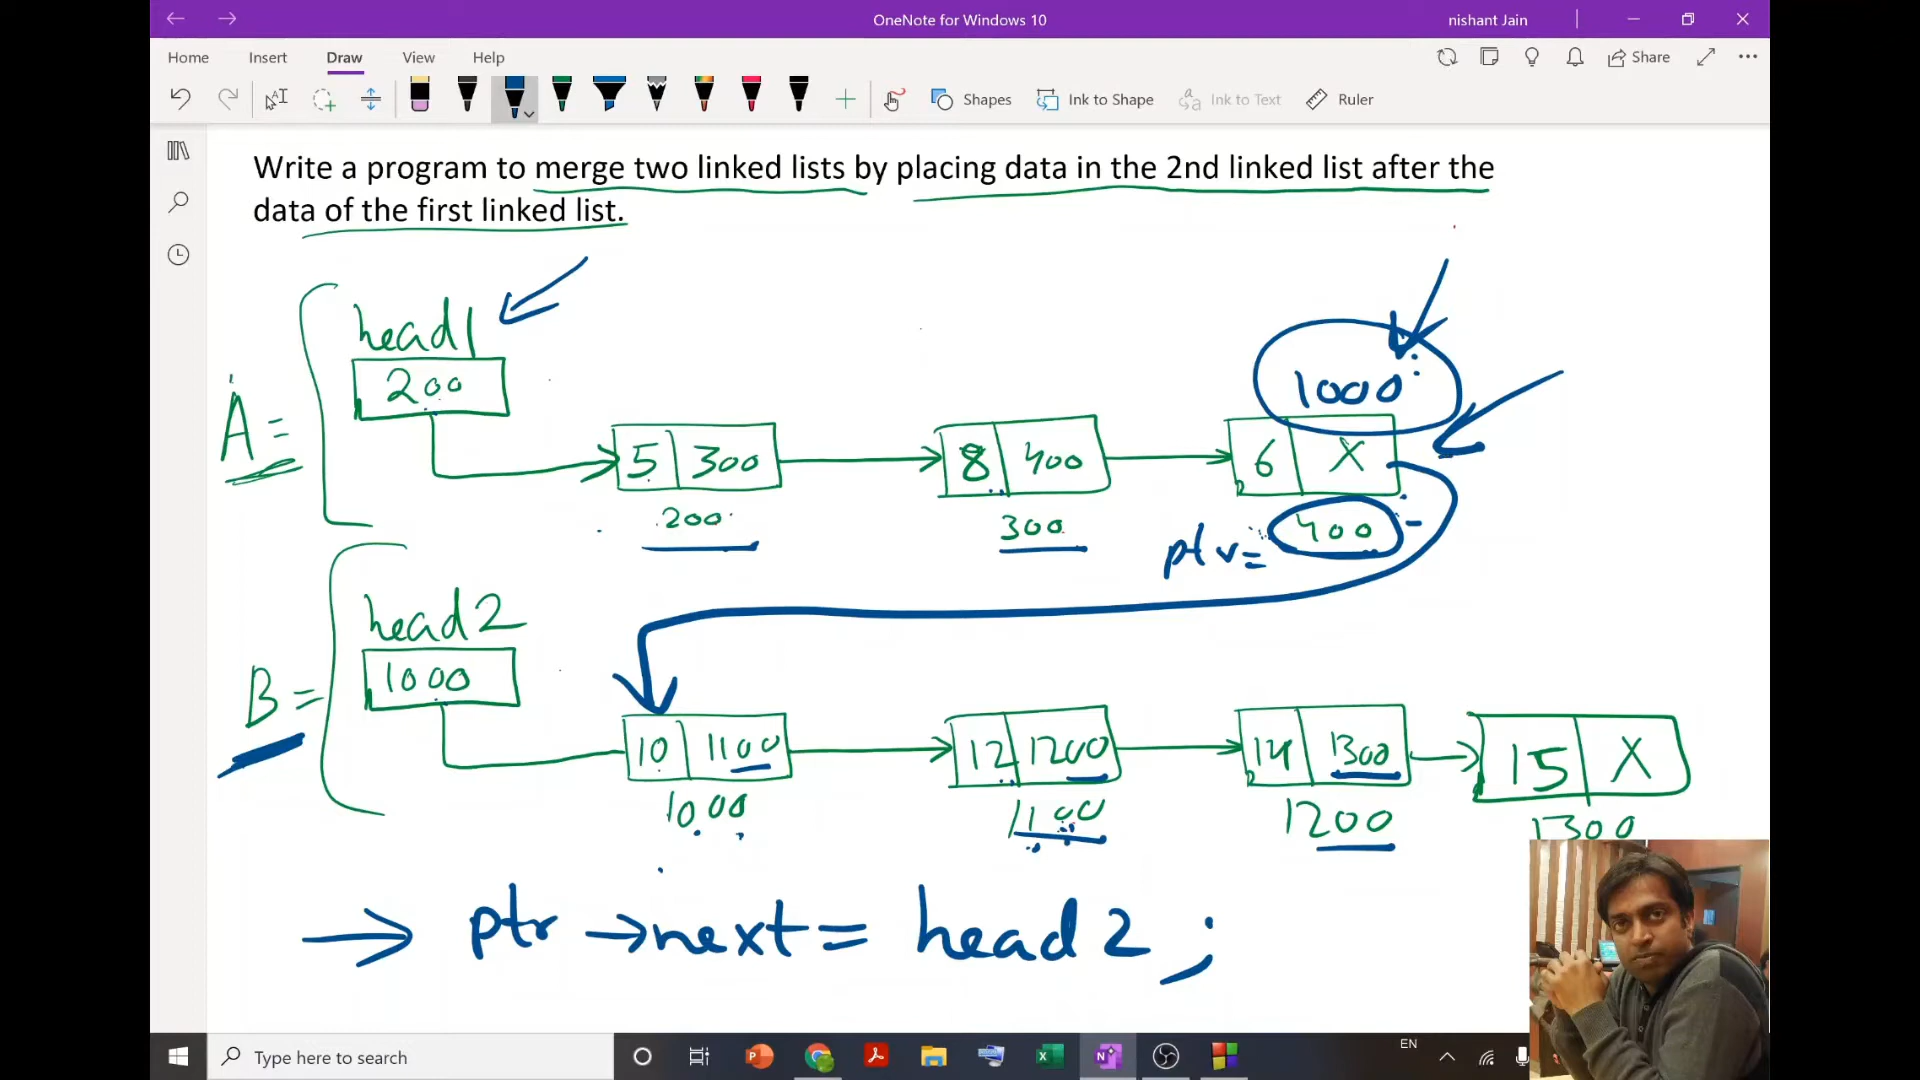 OneNote for Windows 10
nishant Jain
Home Insert Draw View Help
Share
Shapes Ink to Shape Ink to Text Ruler
Write a program to merge two linked lists by placing data in the 2nd linked list after the
data of the first linked list.
head1
200
1000
A =
5 300
8 400
6 X
200
300
ptr = 400
head2
1000
B =
10 1100
12 1200
14 1300
15 X
1000
1100
1200
1300
ptr →next = head2;
Type here to search
EN